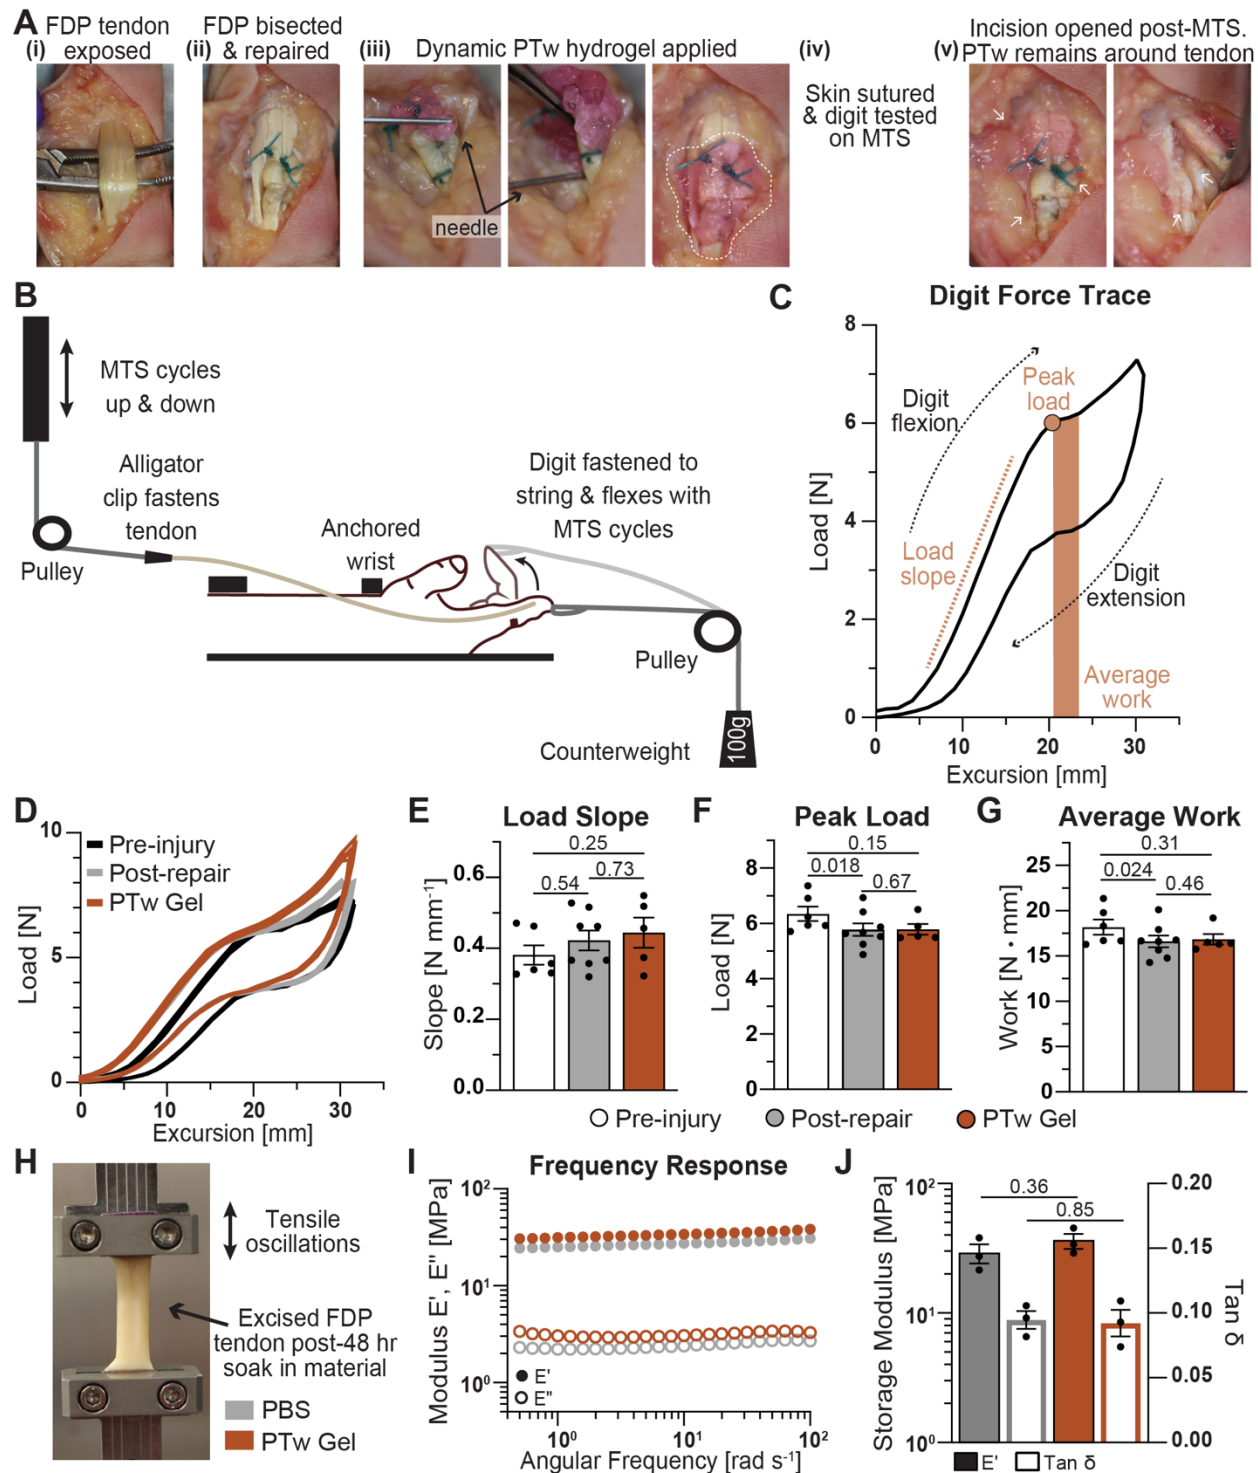 A
(i)
FDP tendon
exposed
(ii)
FDP bisected
& repaired
(iii)
Dynamic PTw hydrogel applied
needle
(iv)
Skin sutured
& digit tested
on MTS
(v)
Incision opened post-MTS.
PTw remains around tendon
B
MTS cycles
up & down
Alligator
clip fastens
tendon
Pulley
Anchored
wrist
Digit fastened to
string & flexes with
MTS cycles
Pulley
Counterweight
100g
C
Digit Force Trace
Load [N]
8
6
4
2
0
Digit
flexion
Peak
load
Load
slope
Digit
extension
Average
work
0 10 20 30
Excursion [mm]
D
Load [N]
10
5
0
Pre-injury
Post-repair
PTw Gel
0 10 20 30
Excursion [mm]
E
Load Slope
Slope [N mm⁻¹]
0.6
0.4
0.2
0.0
0.25
0.54
0.73
F
Peak Load
Load [N]
8
6
4
2
0
0.15
0.018
0.67
G
Average Work
Work [N · mm]
25
20
15
10
5
0
0.31
0.024
0.46
Pre-injury
Post-repair
PTw Gel
H
Tensile
oscillations
Excised FDP
tendon post-48 hr
soak in material
PBS
PTw Gel
I
Frequency Response
Modulus E', E" [MPa]
10²
10¹
10⁰
E'
E"
10⁰ 10¹ 10²
Angular Frequency [rad s⁻¹]
J
Storage Modulus [MPa]
10²
10¹
10⁰
0.36
0.85
0.20
0.15
0.10
0.05
0.00
Tan δ
E'
Tan δ